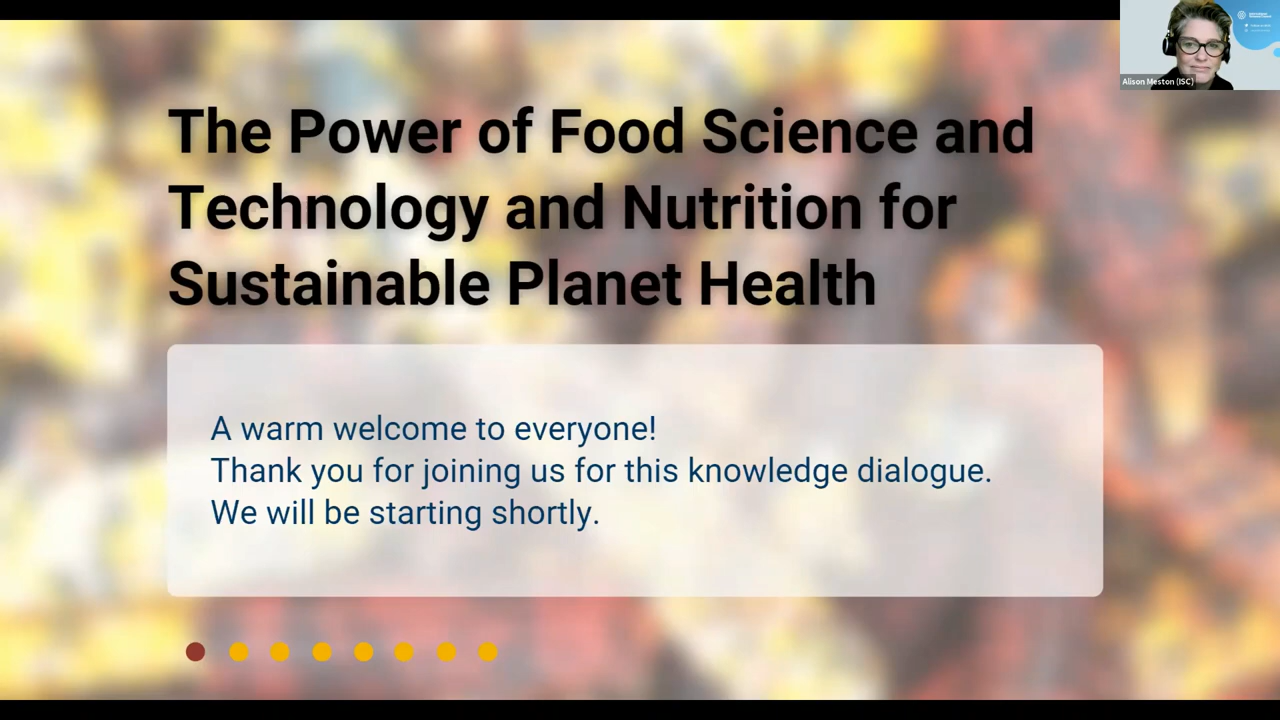 The Power of Food Science and
Technology and Nutrition for
Sustainable Planet Health
A warm welcome to everyone!
Thank you for joining us for this knowledge dialogue.
We will be starting shortly.
Alison Meston (ISC)